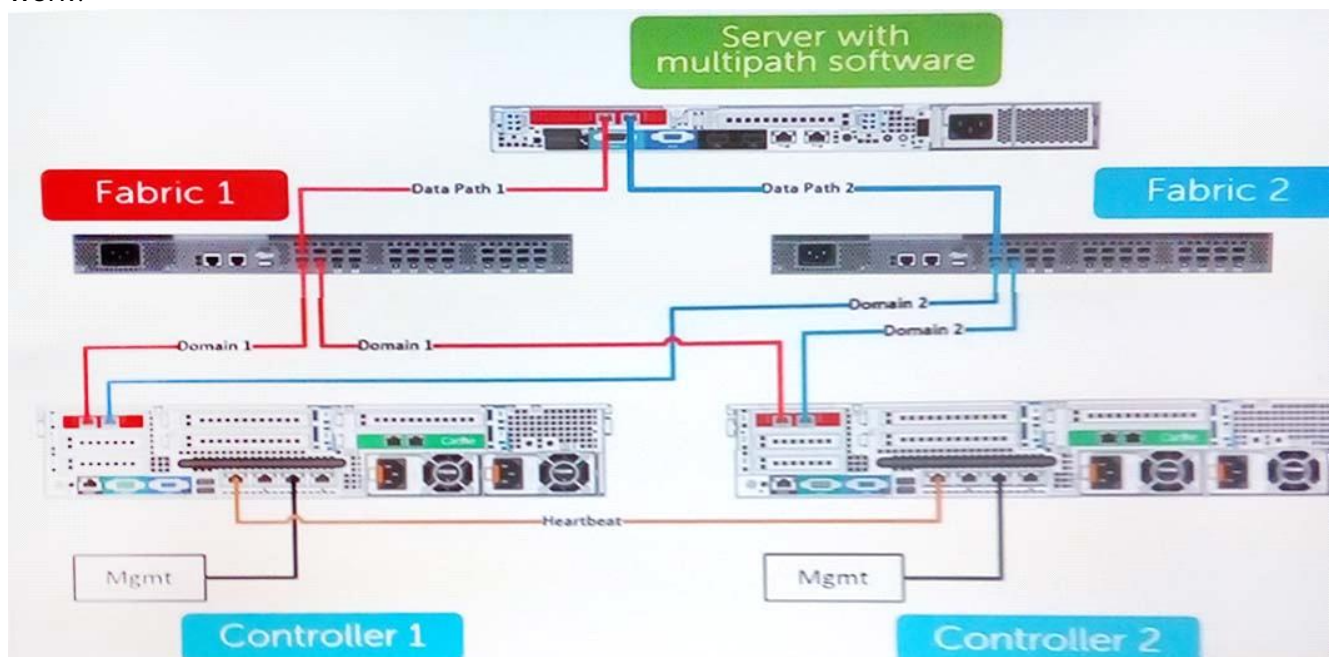 Server with
multipath software
Fabric 1
Data Path 1
Data Path 2
Fabric 2
Domain 2
Domain 2
Domain 1
Domain 1
Heartbeat
Mgmt
Mgmt
Controller 1
Controller 2